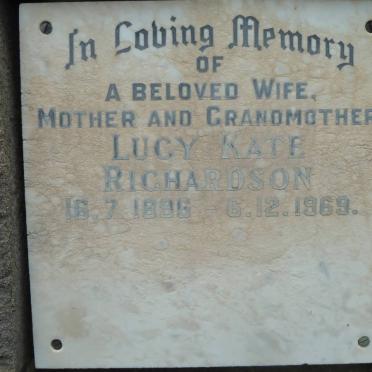 In Loving Memory
OF
A BELOVED WIFE,
MOTHER AND GRANDMOTHER
LUCY KATE
RICHARDSON
16.7.1896 - 6.12.1969.